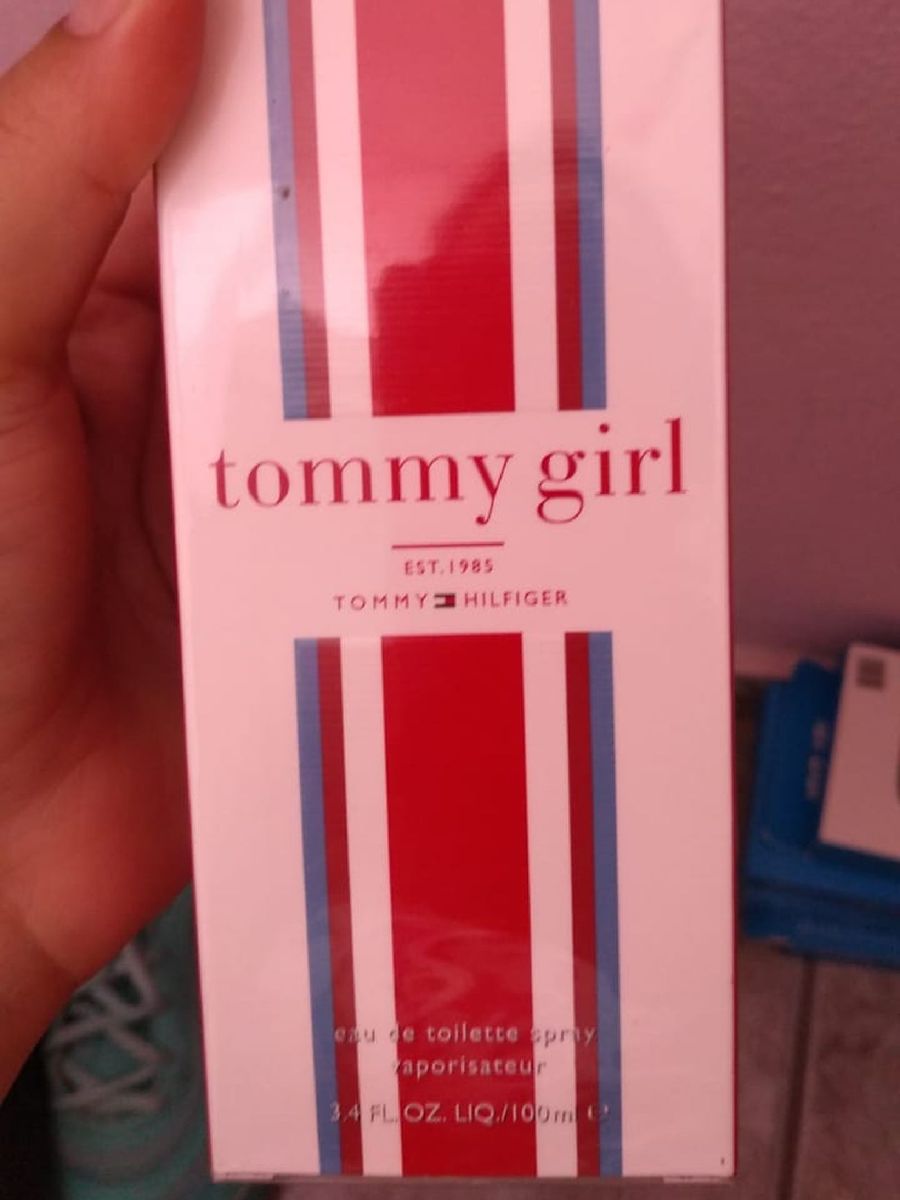 tommy girl
EST.1985
TOMMY HILFIGER
eau de toilette spray
vaporisateur
3.4 FL.OZ. LIQ./100ml ℮